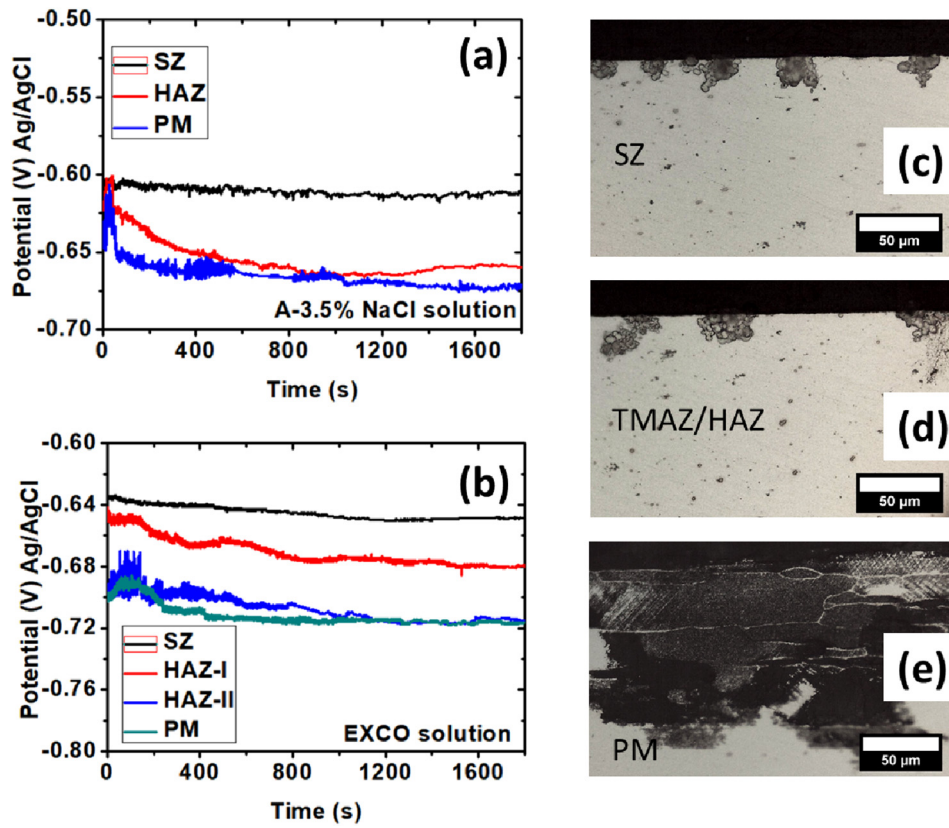 (a)
SZ
HAZ
PM
-0.50
-0.55
-0.60
-0.65
-0.70
Potential (V) Ag/AgCl
A-3.5% NaCl solution
0 400 800 1200 1600
Time (s)
(b)
-0.60
-0.64
-0.68
-0.72
-0.76
-0.80
Potential (V) Ag/AgCl
SZ
HAZ-I
HAZ-II
PM
EXCO solution
0 400 800 1200 1600
Time (s)
SZ
(c)
50 µm
TMAZ/HAZ
(d)
50 µm
(e)
PM
50 µm